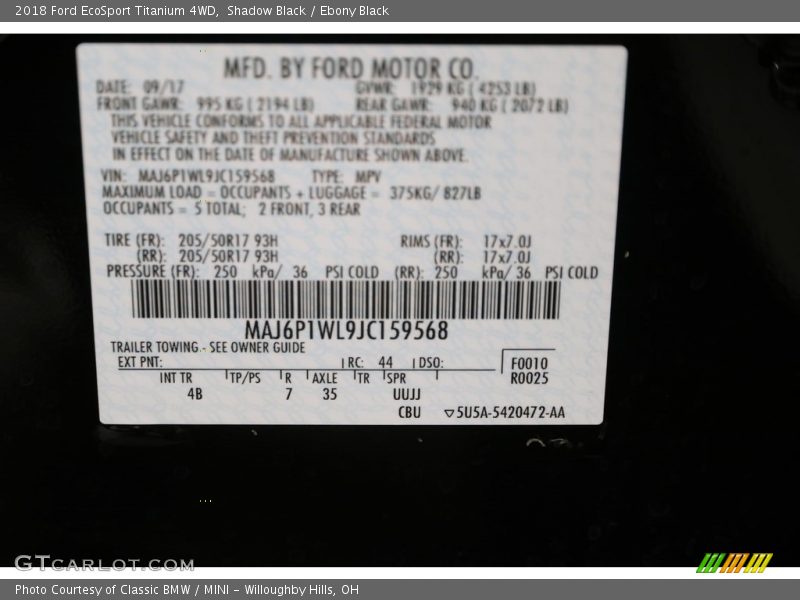 2018 Ford EcoSport Titanium 4WD,  Shadow Black / Ebony Black
MFD. BY FORD MOTOR CO.
DATE: 09/17 GVWR: 1929 KG ( 4253 LB)
FRONT GAWR: 995 KG ( 2194 LB) REAR GAWR: 940 KG ( 2072 LB)
THIS VEHICLE CONFORMS TO ALL APPLICABLE FEDERAL MOTOR
VEHICLE SAFETY AND THEFT PREVENTION STANDARDS
IN EFFECT ON THE DATE OF MANUFACTURE SHOWN ABOVE.
VIN: MAJ6P1WL9JC159568 TYPE: MPV
MAXIMUM LOAD = OCCUPANTS + LUGGAGE = 375KG/ 827LB
OCCUPANTS = 5 TOTAL; 2 FRONT, 3 REAR
TIRE (FR): 205/50R17 93H RIMS (FR): 17x7.0J
(RR): 205/50R17 93H (RR): 17x7.0J
PRESSURE (FR): 250 kPa/ 36 PSI COLD (RR): 250 kPa/ 36 PSI COLD
MAJ6P1WL9JC159568
TRAILER TOWING - SEE OWNER GUIDE
EXT PNT: RC: 44 DSO: F0010
R0025
INT TR TP/PS R AXLE TR SPR
4B 7 35 UUJJ
CBU ▽5U5A-5420472-AA
GTCARLOT.COM
Photo Courtesy of Classic BMW / MINI - Willoughby Hills, OH